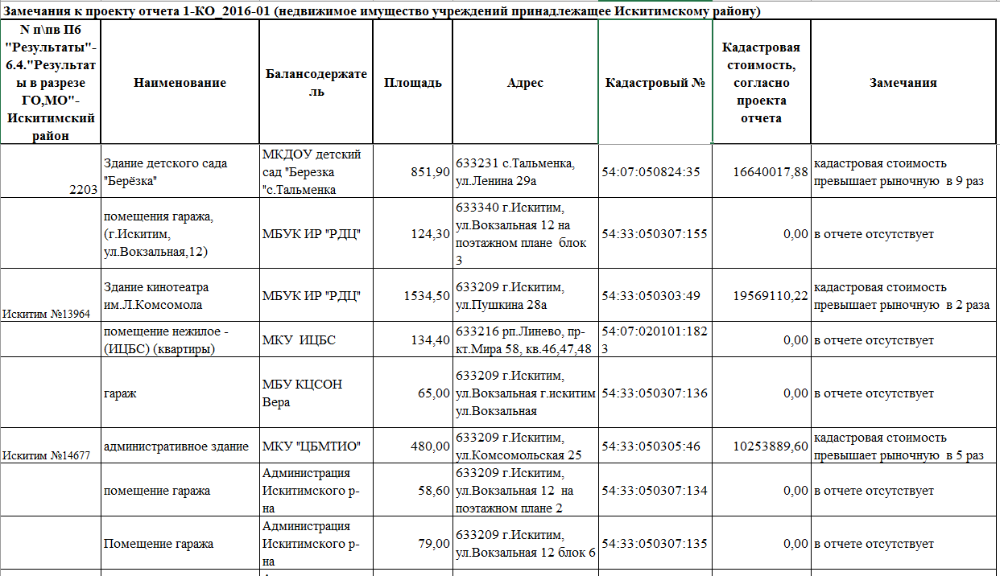 Замечания к проекту отчета 1-КО_2016-01 (недвижимое имущество учреждений принадлежащее Искитимскому району)
N п\пв Пб
"Результаты"-
6.4."Результат
ы в разрезе
ГО,МО"-
Искитимский
район
Наименование
Балансодержате
ль
Площадь
Адрес
Кадастровый №
Кадастровая
стоимость,
согласно
проекта
отчета
Замечания
2203
Здание детского сада
"Берёзка"
МКДОУ детский
сад "Березка
"с.Тальменка
851,90
633231 с.Тальменка,
ул.Ленина 29а
54:07:050824:35
16640017,88
кадастровая стоимость
превышает рыночную в 9 раз
помещения гаража,
(г.Искитим,
ул.Вокзальная,12)
МБУК ИР "РДЦ"
124,30
633340 г.Искитим,
ул.Вокзальная 12 на
поэтажном плане блок
3
54:33:050307:155
0,00
в отчете отсутствует
Искитим №13964
Здание кинотеатра
им.Л.Комсомола
МБУК ИР "РДЦ"
1534,50
633209 г.Искитим,
ул.Пушкина 28а
54:33:050303:49
19569110,22
кадастровая стоимость
превышает рыночную в 2 раза
помещение нежилое -
(ИЦБС) (квартиры)
МКУ ИЦБС
134,40
633216 рп.Линево, пр-
кт.Мира 58, кв.46,47,48
54:07:020101:182
3
0,00
в отчете отсутствует
гараж
МБУ КЦСОН
Вера
65,00
633209 г.Искитим,
ул.Вокзальная г.искитим
ул.Вокзальная
54:33:050307:136
0,00
в отчете отсутствует
Искитим №14677
административное здание
МКУ "ЦБМТИО"
480,00
633209 г.Искитим,
ул.Комсомольская 25
54:33:050305:46
10253889,60
кадастровая стоимость
превышает рыночную в 5 раз
помещение гаража
Администрация
Искитимского р-
на
58,60
633209 г.Искитим,
ул.Вокзальная 12 на
поэтажном плане 2
54:33:050307:134
0,00
в отчете отсутствует
Помещение гаража
Администрация
Искитимского р-
на
79,00
633209 г.Искитим,
ул.Вокзальная 12 блок 6
54:33:050307:135
0,00
в отчете отсутствует